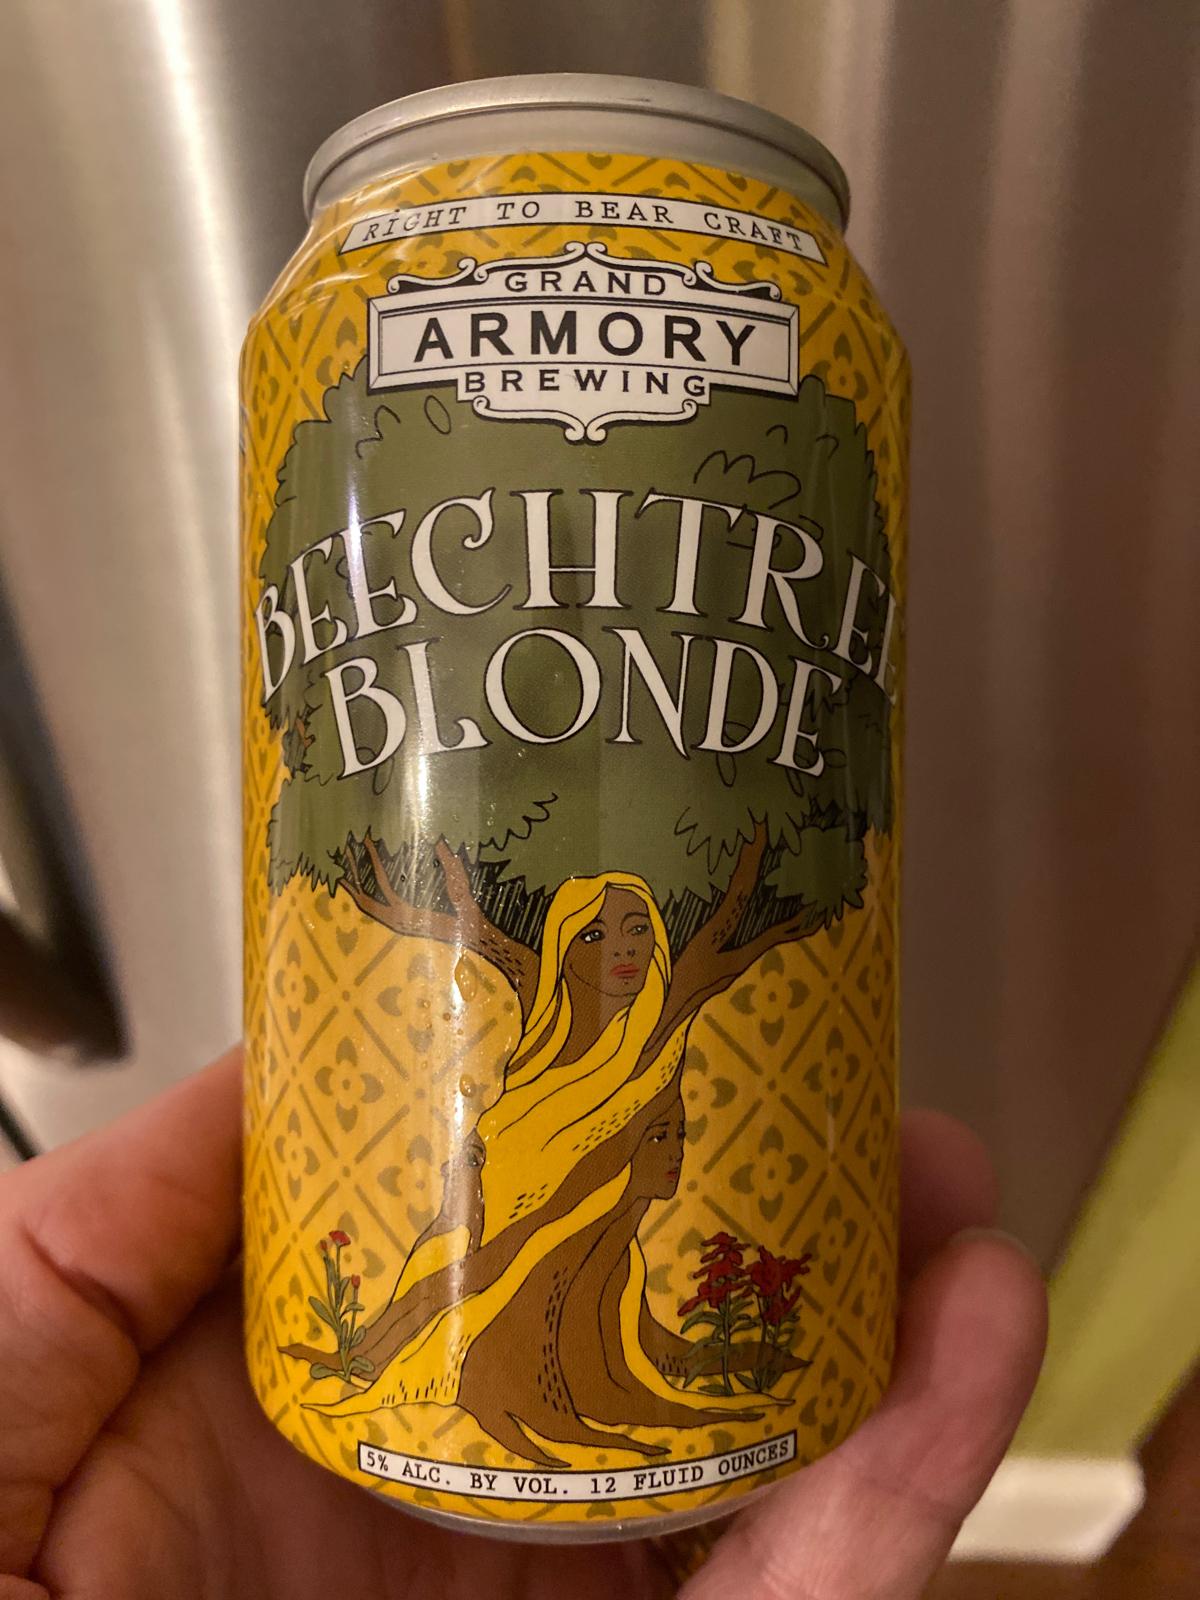 RIGHT TO BEAR CRAFT
GRAND
ARMORY
BREWING
BEECHTREE
BLONDE
5% ALC. BY VOL. 12 FLUID OUNCES